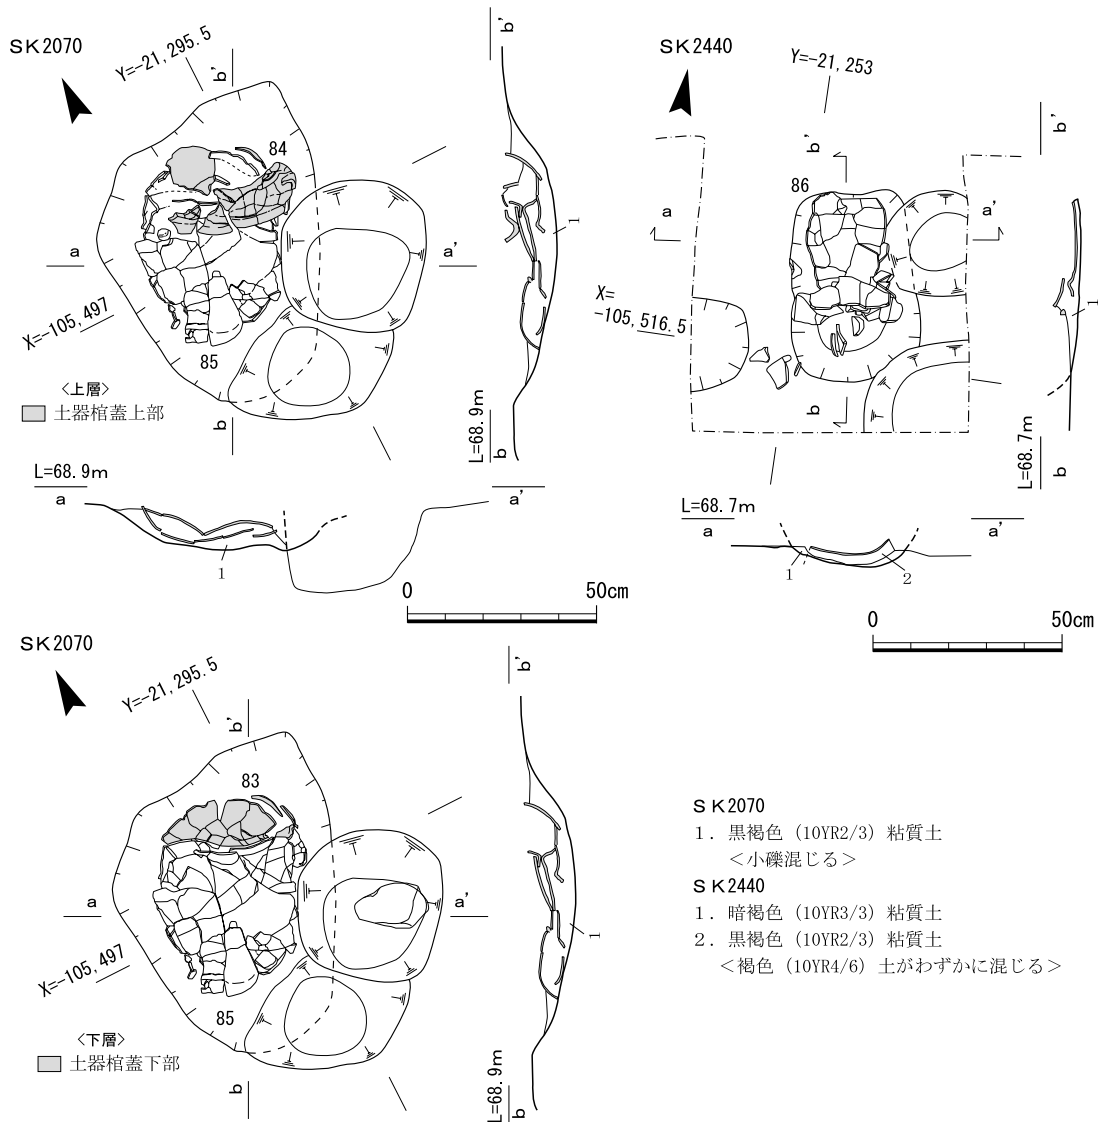 SK2070
Y=-21,295.5
b'
84
a
a'
X=-105,497
85
<上層>
土器棺蓋上部
b
b'
1
L=68.9m
b
L=68.9m
a
a'
1
0
50cm
SK2440
Y=-21,253
b'
86
a
a'
X=
-105,516.5
b
b'
1
L=68.7m
b
L=68.7m
a
a'
1
2
0
50cm
SK2070
Y=-21,295.5
b'
83
a
a'
X=-105,497
85
<下層>
土器棺蓋下部
b
b'
1
L=68.9m
b
SK2070
1. 黒褐色 (10YR2/3) 粘質土
<小礫混じる>
SK2440
1. 暗褐色 (10YR3/3) 粘質土
2. 黒褐色 (10YR2/3) 粘質土
<褐色 (10YR4/6) 土がわずかに混じる>